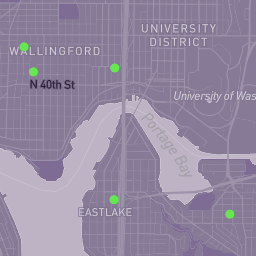 UNIVERSITY
DISTRICT
WALLINGFORD
N 40th St
University of Was
Portage Bay
EASTLAKE